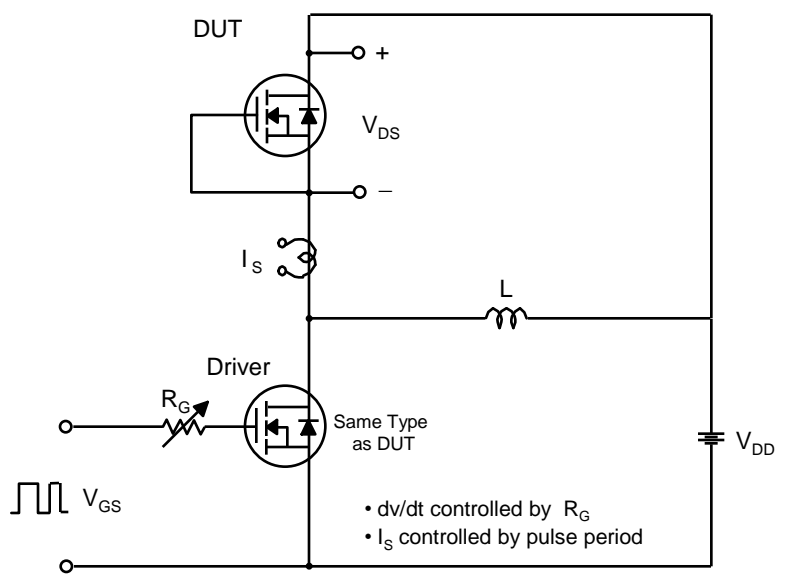 DUT
+
VDS
−
IS
L
Driver
RG
Same Type
as DUT
VDD
VGS
• dv/dt controlled by RG
• IS controlled by pulse period